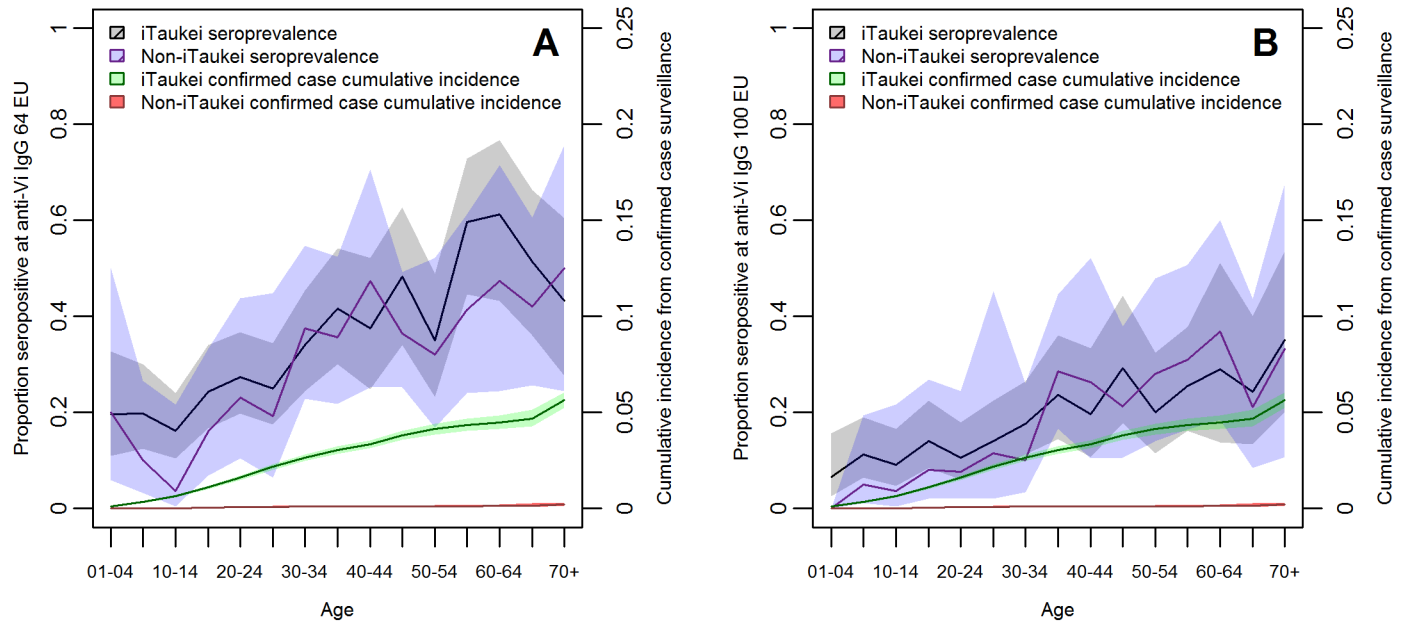 A
iTaukei seroprevalence
Non-iTaukei seroprevalence
iTaukei confirmed case cumulative incidence
Non-iTaukei confirmed case cumulative incidence
Proportion seropositive at anti-Vi IgG 64 EU
0
0.2
0.4
0.6
0.8
1
Cumulative incidence from confirmed case surveillance
0
0.05
0.1
0.15
0.2
0.25
01-04 10-14 20-24 30-34 40-44 50-54 60-64 70+
Age
B
iTaukei seroprevalence
Non-iTaukei seroprevalence
iTaukei confirmed case cumulative incidence
Non-iTaukei confirmed case cumulative incidence
Proportion seropositive at anti-Vi IgG 100 EU
0
0.2
0.4
0.6
0.8
1
Cumulative incidence from confirmed case surveillance
0
0.05
0.1
0.15
0.2
0.25
01-04 10-14 20-24 30-34 40-44 50-54 60-64 70+
Age